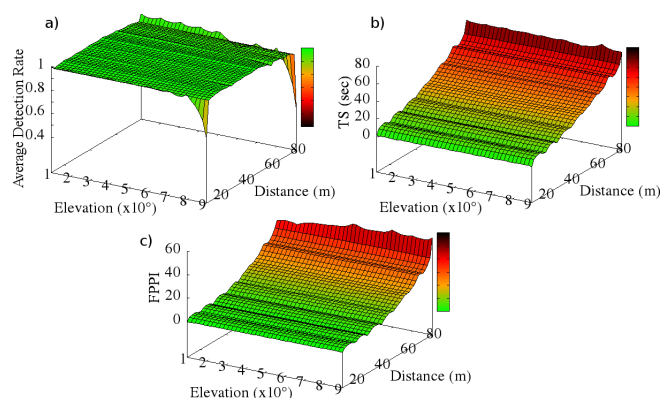 a)
Average Detection Rate
1
0.8
0.6
0.4
1 2 3 4 5 6 7 8 9
Elevation (x10°)
20 40 60 80
Distance (m)
b)
TS (sec)
80
60
40
20
0
1 2 3 4 5 6 7 8 9
Elevation (x10°)
20 40 60 80
Distance (m)
c)
FPPI
60
40
20
0
1 2 3 4 5 6 7 8 9
Elevation (x10°)
20 40 60 80
Distance (m)